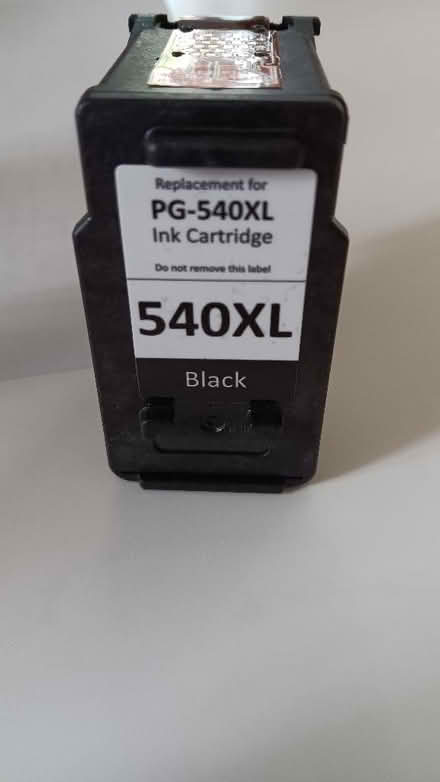 Replacement for
PG-540XL
Ink Cartridge
Do not remove this label
540XL
Black